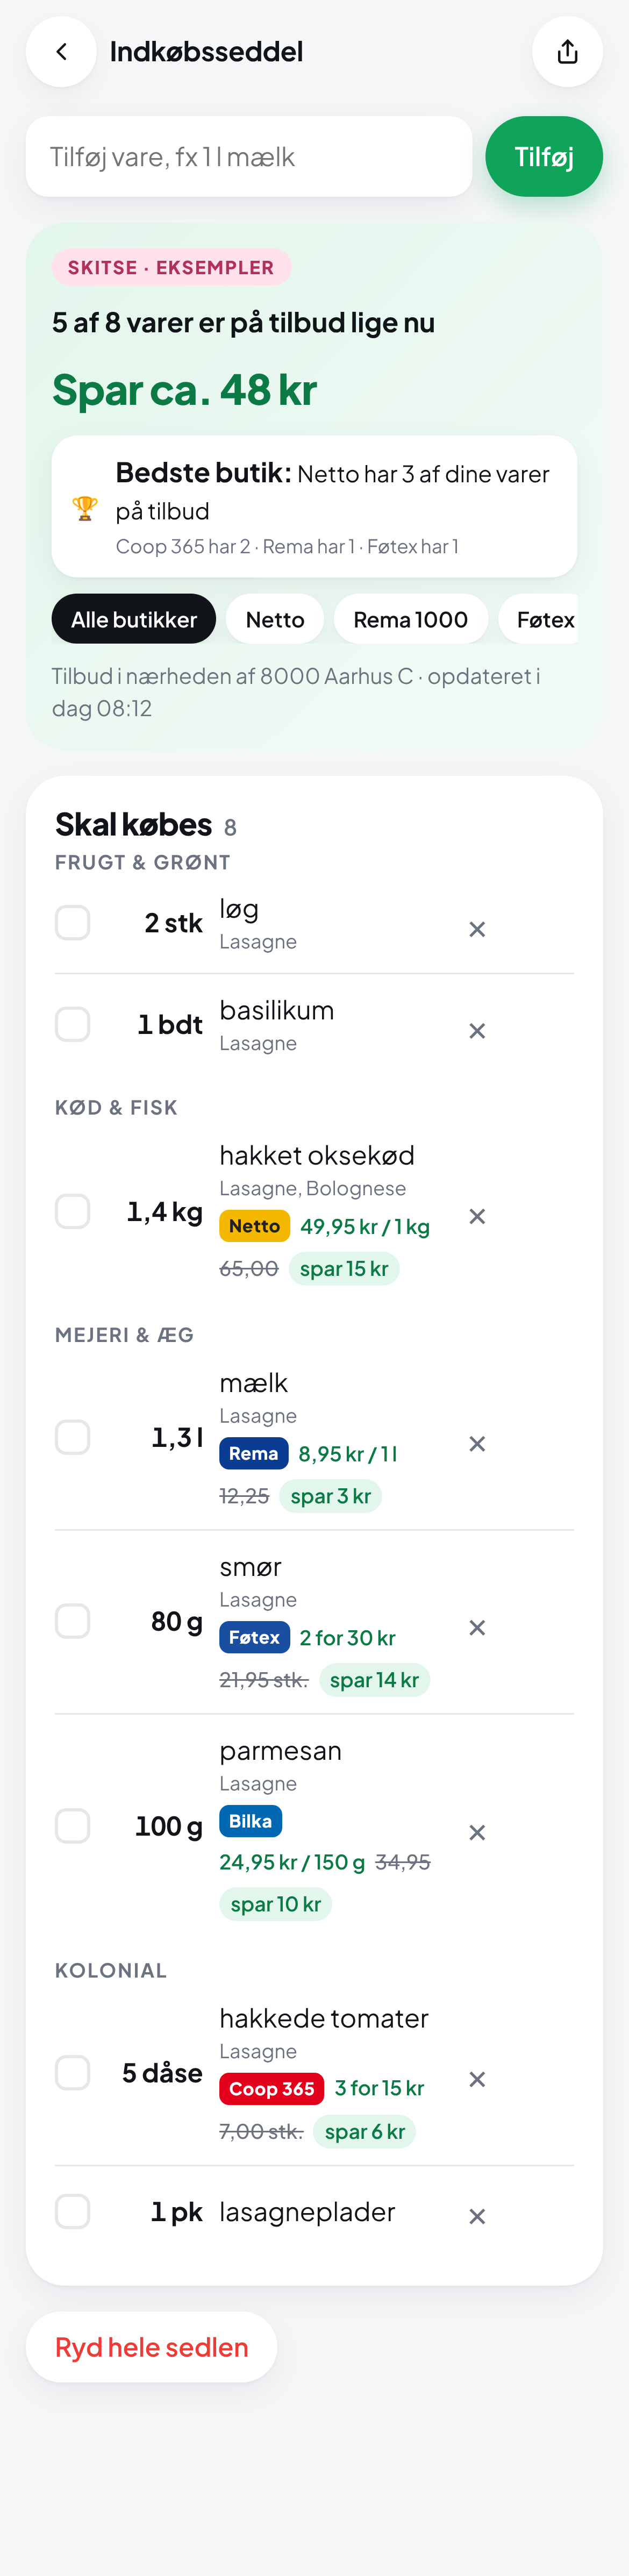 Indkøbsseddel
Tilføj vare, fx 1 l mælk
Tilføj
SKITSE · EKSEMPLER
5 af 8 varer er på tilbud lige nu
Spar ca. 48 kr
Bedste butik: Netto har 3 af dine varer
på tilbud
Coop 365 har 2 · Rema har 1 · Føtex har 1
Alle butikker
Netto
Rema 1000
Føtex
Tilbud i nærheden af 8000 Aarhus C · opdateret i
dag 08:12
Skal købes 8
FRUGT & GRØNT
2 stk
løg
Lasagne
1 bdt
basilikum
Lasagne
KØD & FISK
1,4 kg
hakket oksekød
Lasagne, Bolognese
Netto 49,95 kr / 1 kg
65,00 spar 15 kr
MEJERI & ÆG
1,3 l
mælk
Lasagne
Rema 8,95 kr / 1 l
12,25 spar 3 kr
80 g
smør
Lasagne
Føtex 2 for 30 kr
21,95 stk. spar 14 kr
100 g
parmesan
Lasagne
Bilka
24,95 kr / 150 g 34,95
spar 10 kr
KOLONIAL
5 dåse
hakkede tomater
Lasagne
Coop 365 3 for 15 kr
7,00 stk. spar 6 kr
1 pk
lasagneplader
Ryd hele sedlen